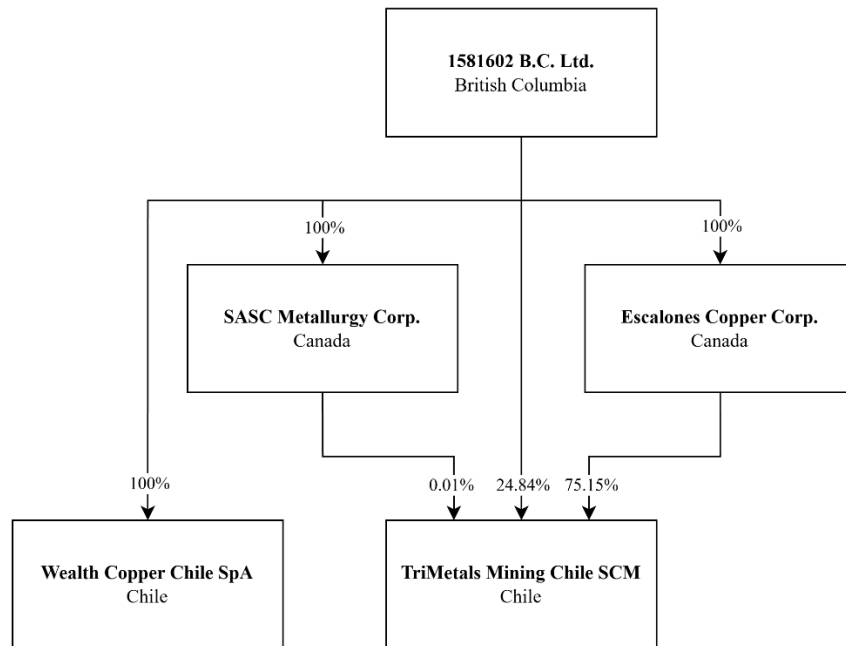 1581602 B.C. Ltd.
British Columbia
100%
100%
SASC Metallurgy Corp.
Canada
Escalones Copper Corp.
Canada
100%
0.01%
24.84%
75.15%
Wealth Copper Chile SpA
Chile
TriMetals Mining Chile SCM
Chile